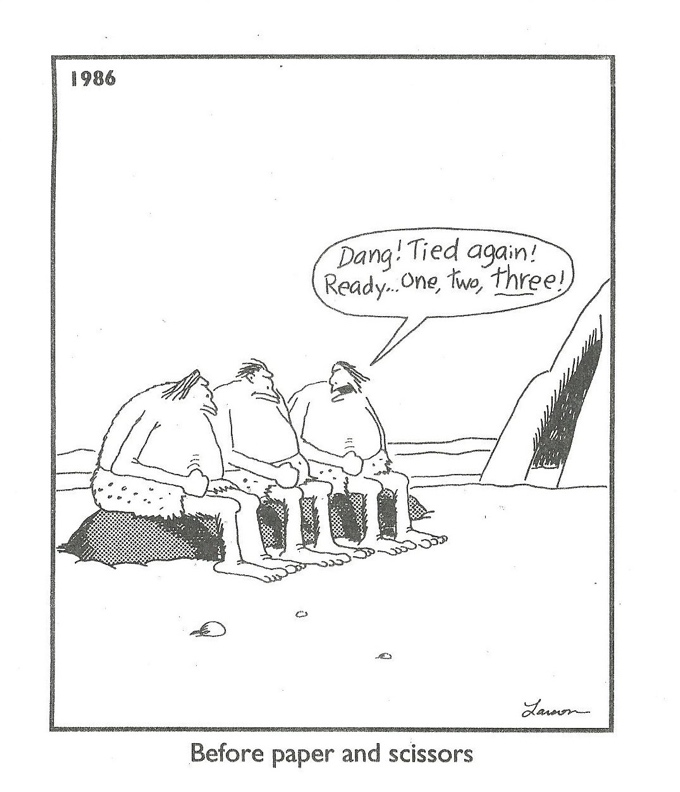 1986
Dang! Tied again!
Ready...One, two, three!
Larson
Before paper and scissors